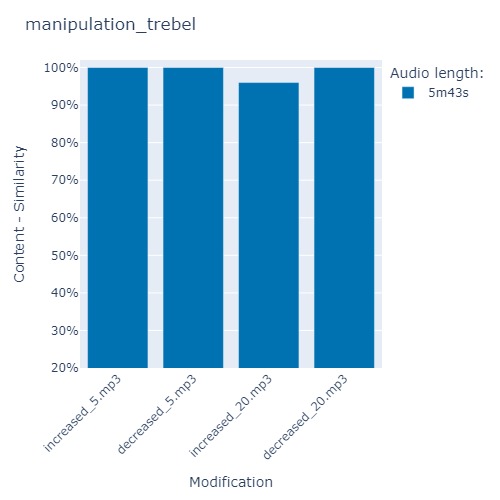 manipulation_trebel
Audio length:
5m43s
Content - Similarity
100%
90%
80%
70%
60%
50%
40%
30%
20%
increased_5.mp3
decreased_5.mp3
increased_20.mp3
decreased_20.mp3
Modification